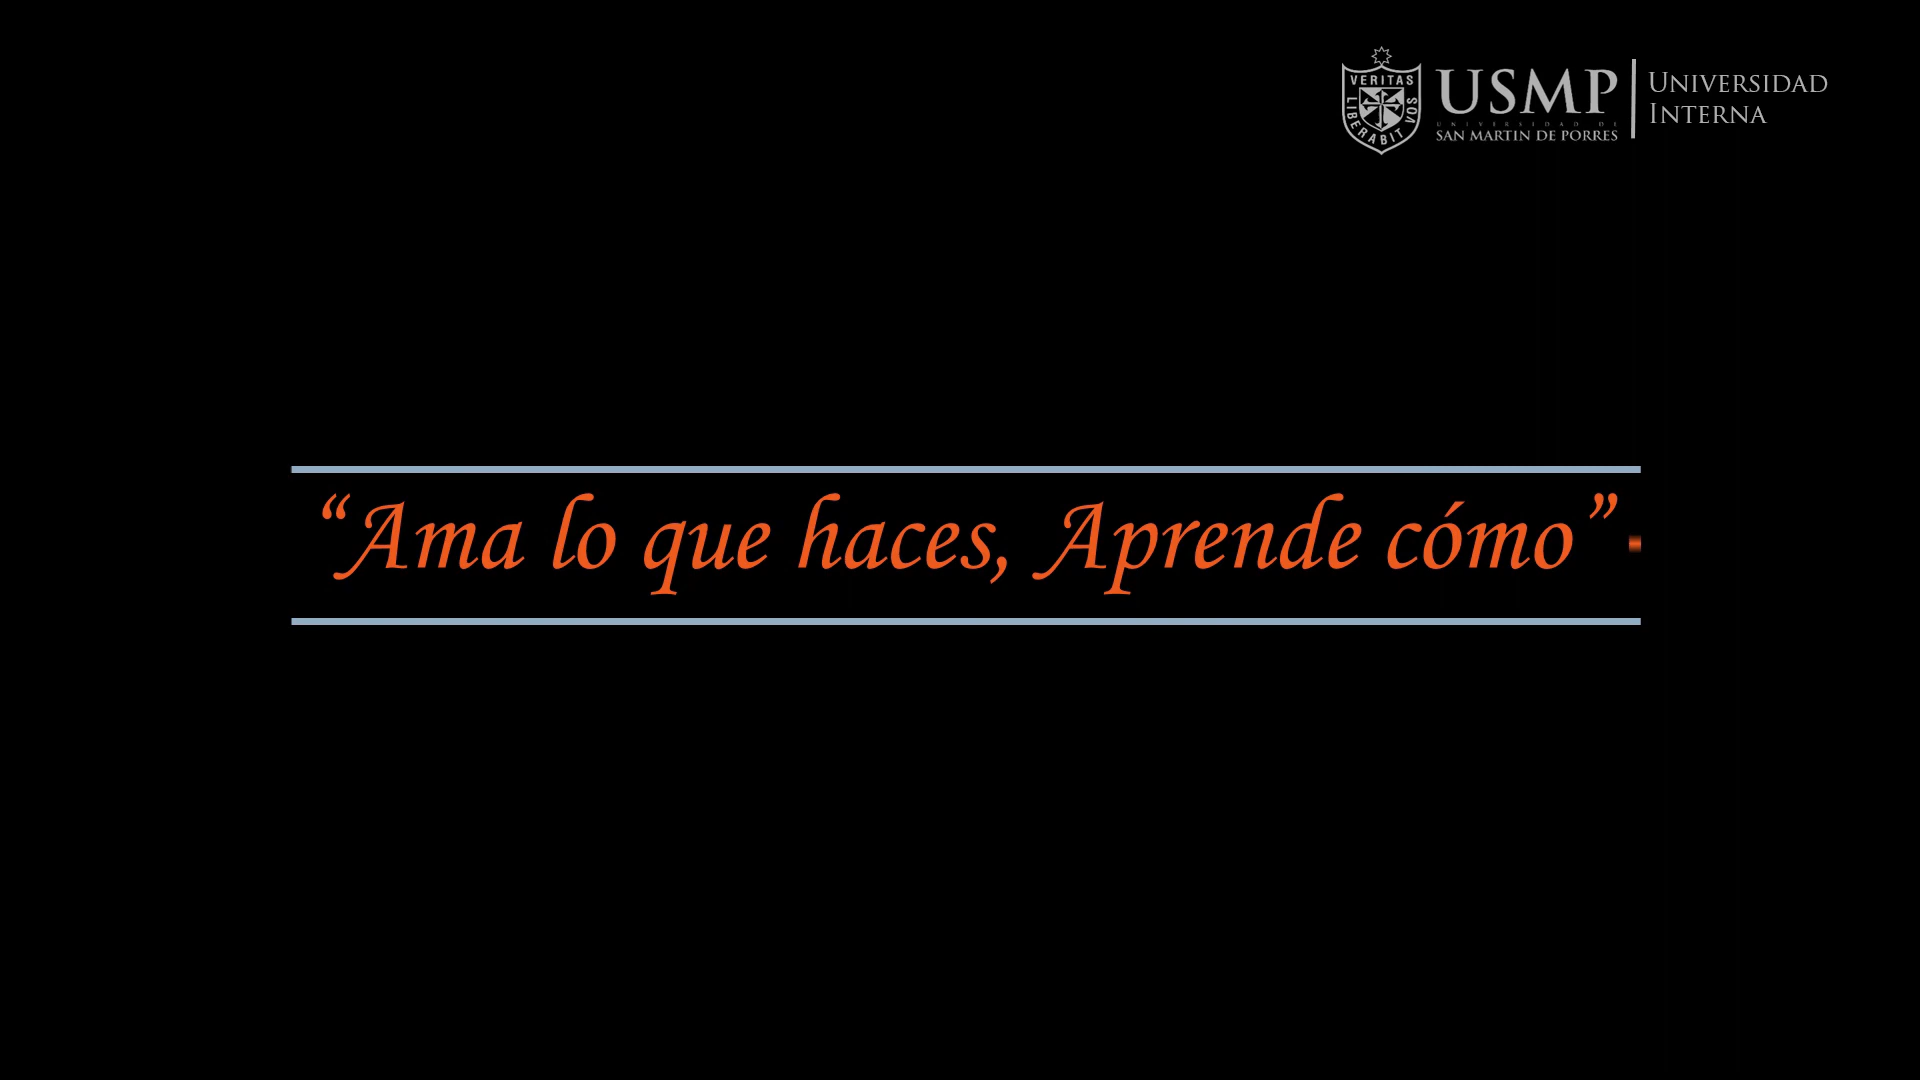 VERITAS
LIBERABIT VOS
USMP
UNIVERSIDAD DE
SAN MARTIN DE PORRES
UNIVERSIDAD
INTERNA
“Ama lo que haces, Aprende cómo”